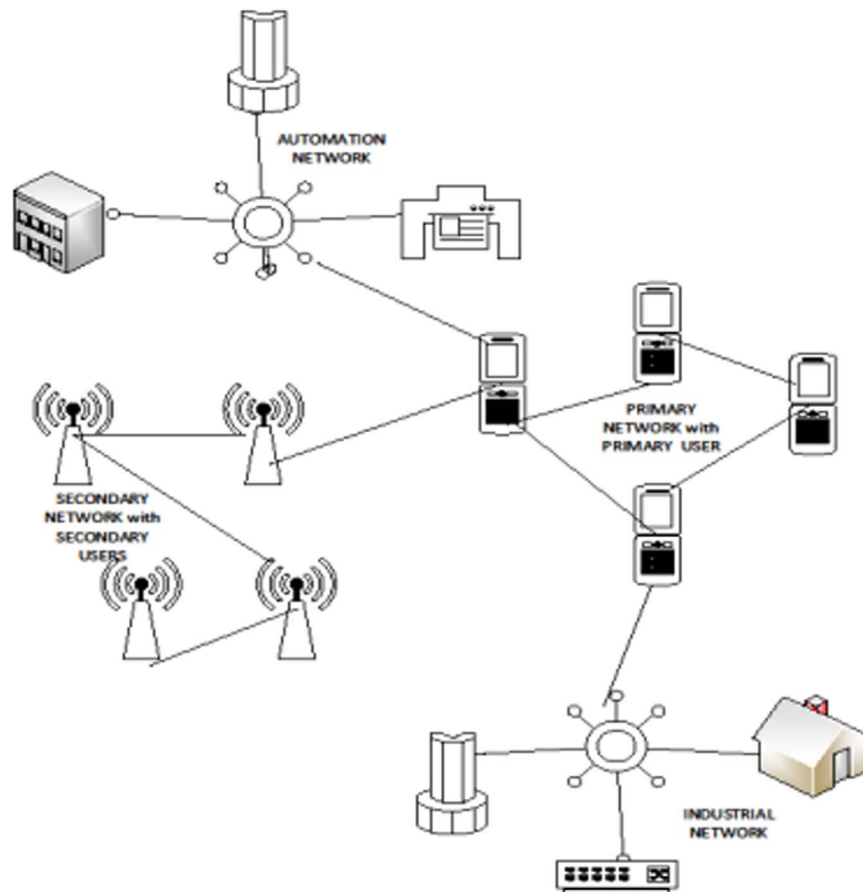 AUTOMATION
NETWORK
PRIMARY
NETWORK with
PRIMARY USER
SECONDARY
NETWORK with
SECONDARY
USERS
INDUSTRIAL
NETWORK